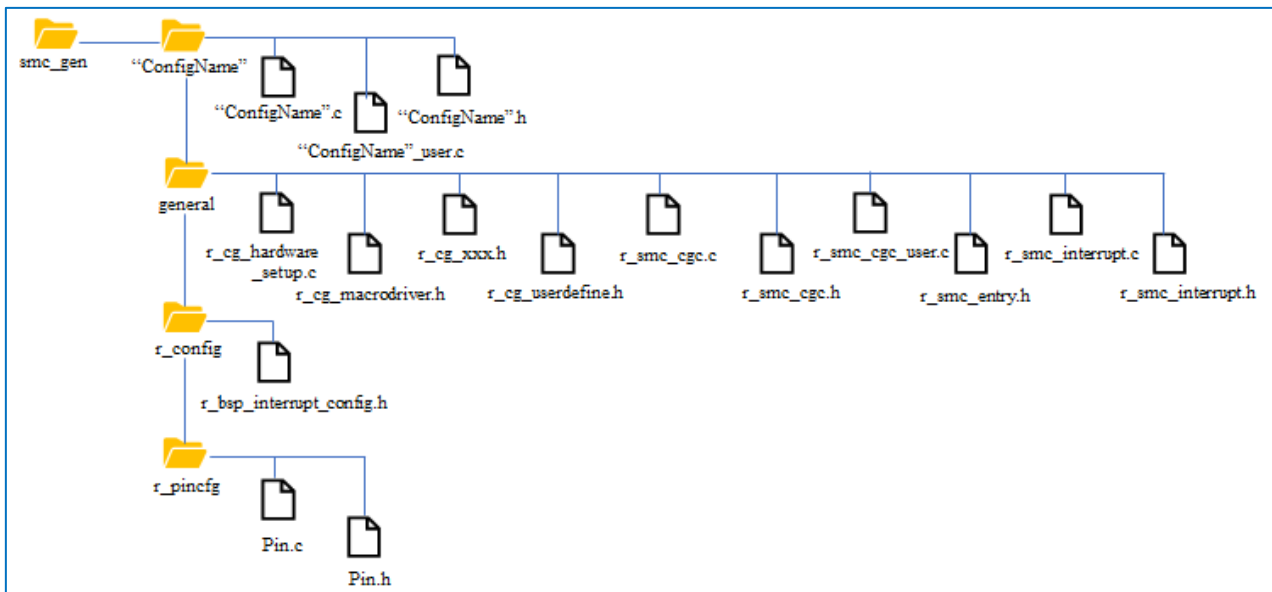 smc_gen
“ConfigName”
“ConfigName”.c
“ConfigName”_user.c
“ConfigName”.h
general
r_cg_hardware
_setup.c
r_cg_macrodriver.h
r_cg_xxx.h
r_cg_userdefine.h
r_smc_cgc.c
r_smc_cgc.h
r_smc_cgc_user.c
r_smc_entry.h
r_smc_interrupt.c
r_smc_interrupt.h
r_config
r_bsp_interrupt_config.h
r_pincfg
Pin.c
Pin.h